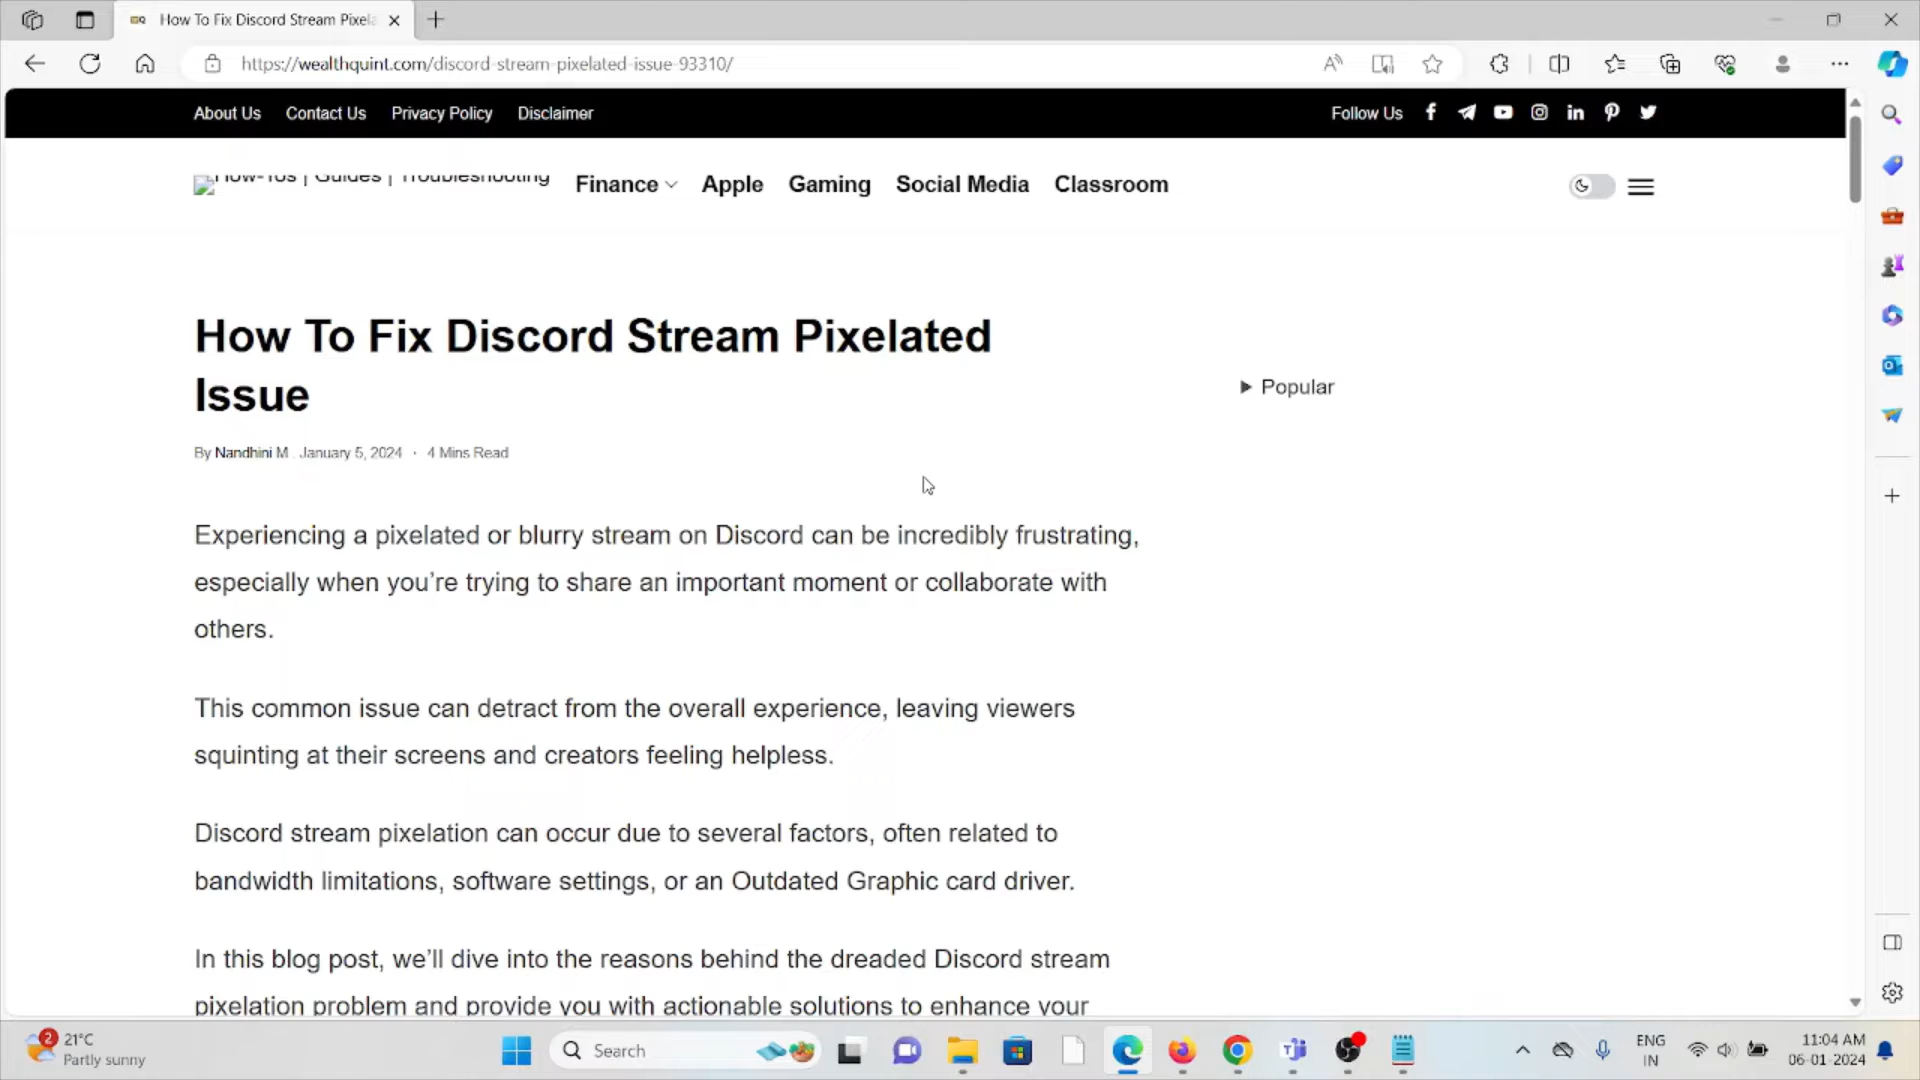 How To Fix Discord Stream Pixela
https://wealthquint.com/discord-stream-pixelated-issue-93310/
About Us Contact Us Privacy Policy Disclaimer Follow Us
How-Tos | Guides | Troubleshooting Finance Apple Gaming Social Media Classroom
How To Fix Discord Stream Pixelated
Issue
Popular
By Nandhini M . January 5, 2024 · 4 Mins Read
Experiencing a pixelated or blurry stream on Discord can be incredibly frustrating,
especially when you’re trying to share an important moment or collaborate with
others.
This common issue can detract from the overall experience, leaving viewers
squinting at their screens and creators feeling helpless.
Discord stream pixelation can occur due to several factors, often related to
bandwidth limitations, software settings, or an Outdated Graphic card driver.
In this blog post, we’ll dive into the reasons behind the dreaded Discord stream
pixelation problem and provide you with actionable solutions to enhance your
2 21°C
Partly sunny
Search
ENG
IN
11:04 AM
06-01-2024